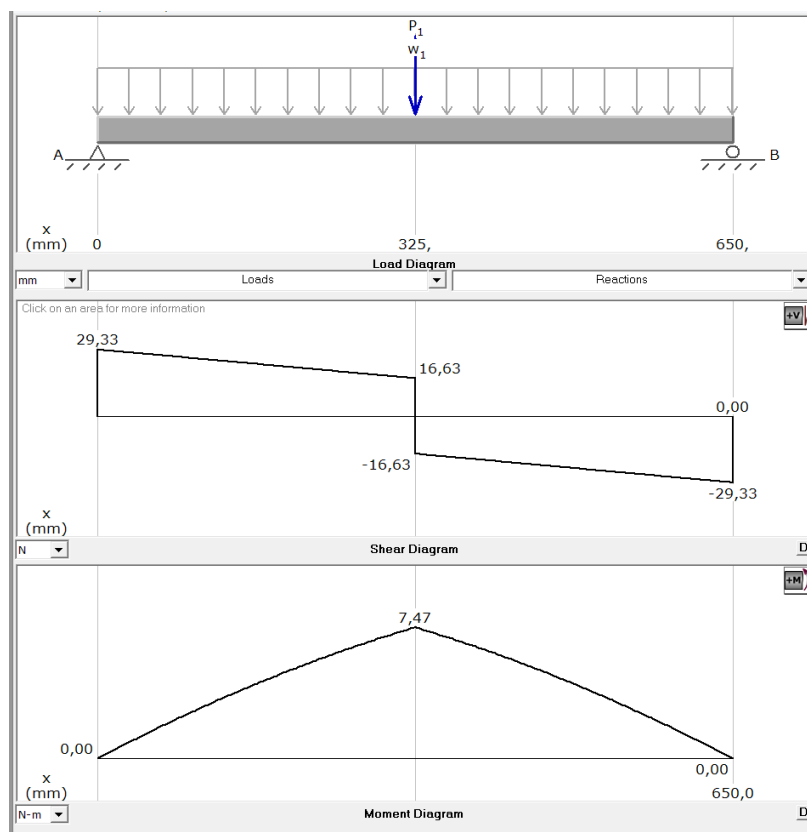 P1
w1
A
B
x
(mm)
0
325,
650,
Load Diagram
mm
Loads
Reactions
Click on an area for more information
+V
29,33
16,63
0,00
-16,63
-29,33
x
(mm)
N
Shear Diagram
D
+M
7,47
0,00
0,00
x
(mm)
650,0
N-m
Moment Diagram
D